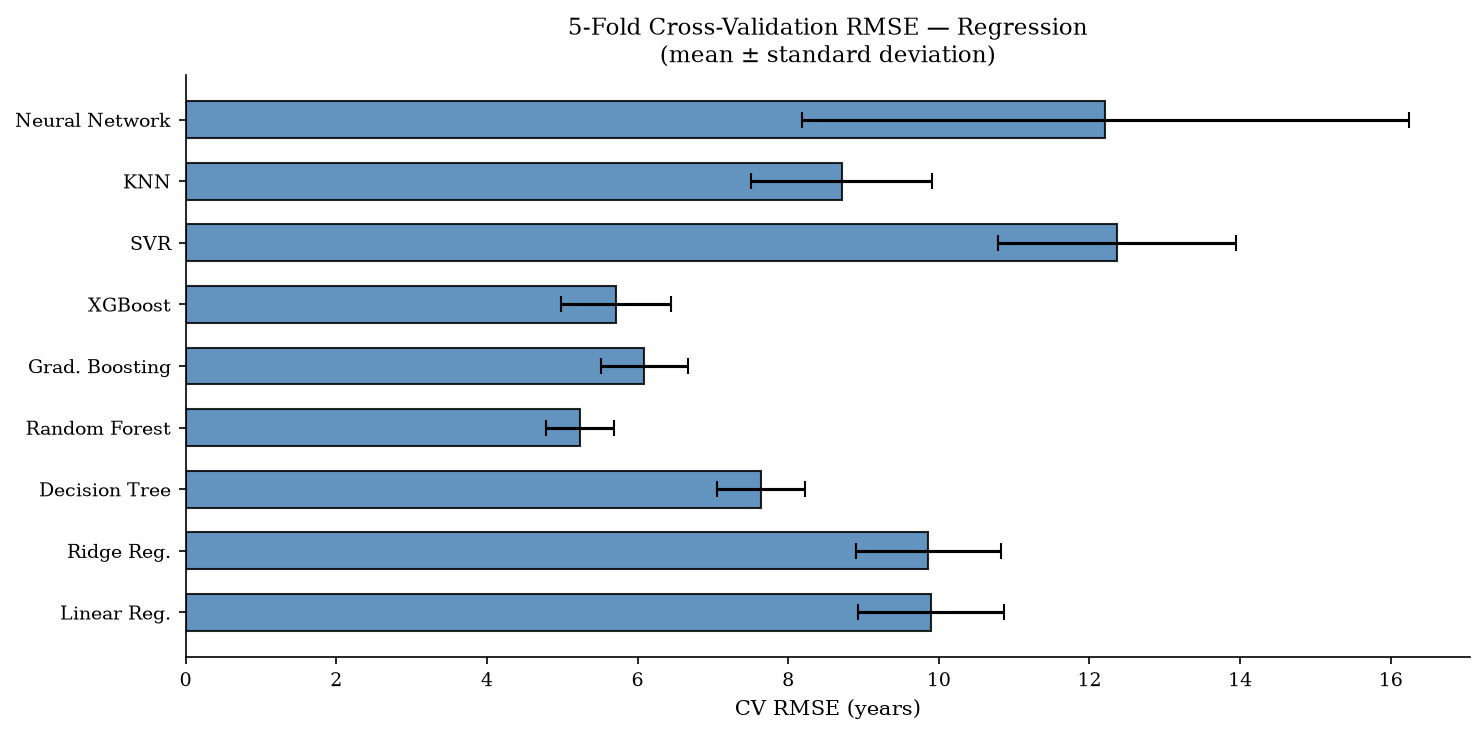 5-Fold Cross-Validation RMSE — Regression
(mean ± standard deviation)
Neural Network
KNN
SVR
XGBoost
Grad. Boosting
Random Forest
Decision Tree
Ridge Reg.
Linear Reg.
0 2 4 6 8 10 12 14 16
CV RMSE (years)